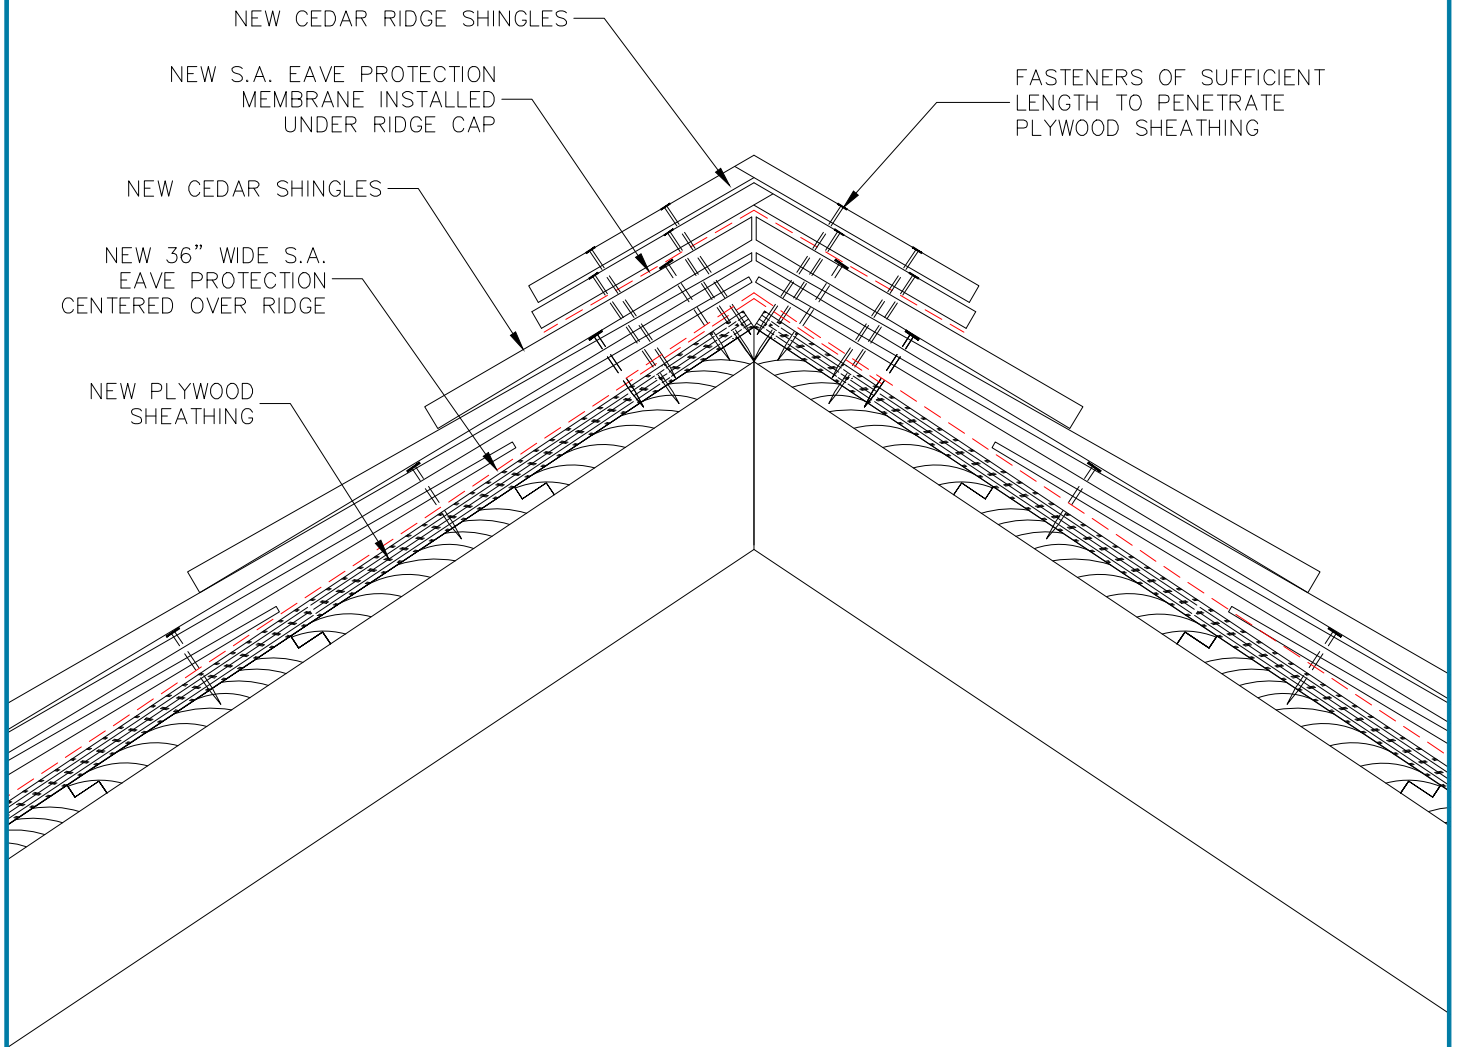 NEW CEDAR RIDGE SHINGLES
NEW S.A. EAVE PROTECTION
MEMBRANE INSTALLED
UNDER RIDGE CAP
FASTENERS OF SUFFICIENT
LENGTH TO PENETRATE
PLYWOOD SHEATHING
NEW CEDAR SHINGLES
NEW 36” WIDE S.A.
EAVE PROTECTION
CENTERED OVER RIDGE
NEW PLYWOOD
SHEATHING